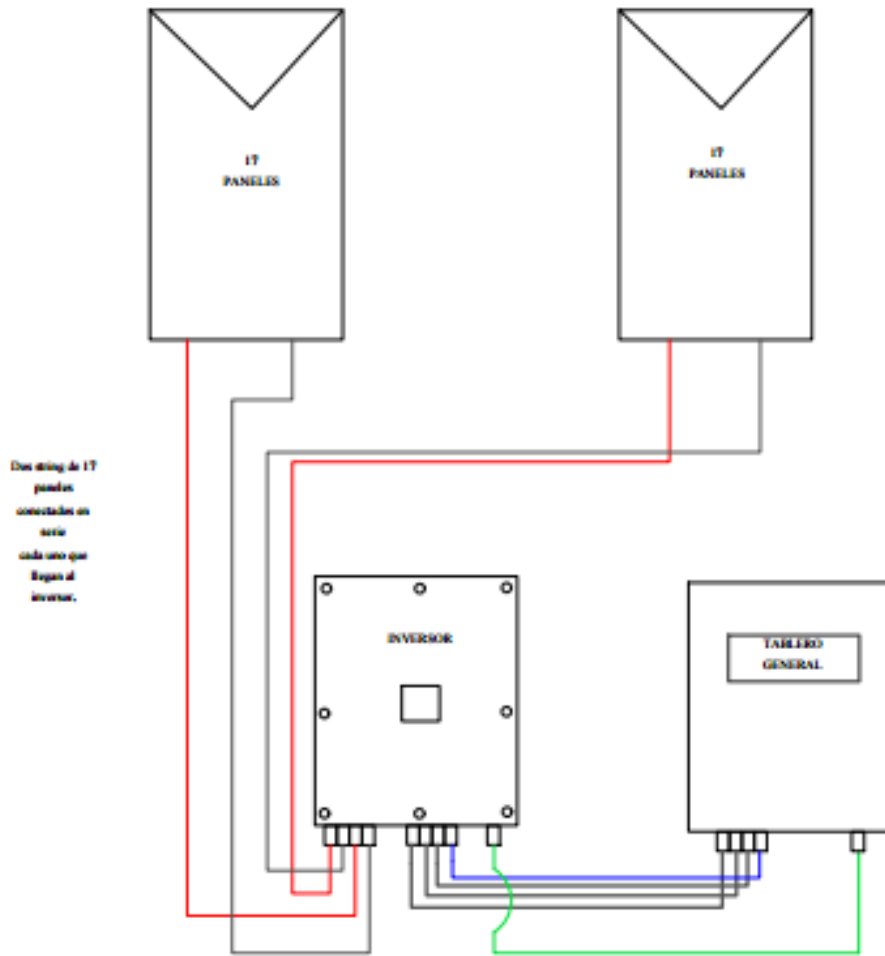 17
PANELES
17
PANELES
Dos string de 17
paneles
conectados en
serie
cada uno que
llegan al
inversor.
INVERSOR
TABLERO
GENERAL